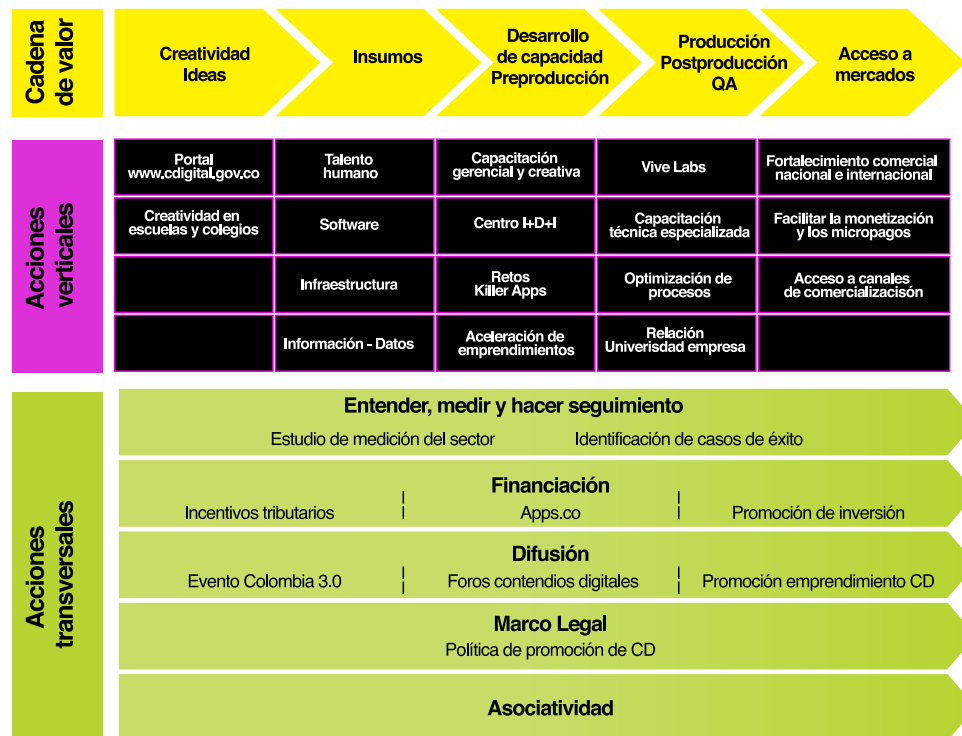 Cadena
de valor
Creatividad
Ideas
Insumos
Desarrollo
de capacidad
Preproducción
Producción
Postproducción
QA
Acceso a
mercados
Acciones
verticales
Portal
www.cdigital.gov.co
Talento
humano
Capacitación
gerencial y creativa
Vive Labs
Fortalecimiento comercial
nacional e internacional
Creatividad en
escuelas y colegios
Software
Centro I+D+I
Capacitación
técnica especializada
Facilitar la monetización
y los micropagos
Infraestructura
Retos
Killer Apps
Optimización de
procesos
Acceso a canales
de comercializacisón
Información - Datos
Aceleración de
emprendimientos
Relación
Univerisdad empresa
Acciones
transversales
Entender, medir y hacer seguimiento
Estudio de medición del sector Identificación de casos de éxito
Financiación
Incentivos tributarios Apps.co Promoción de inversión
Difusión
Evento Colombia 3.0 Foros contendios digitales Promoción emprendimiento CD
Marco Legal
Política de promoción de CD
Asociatividad